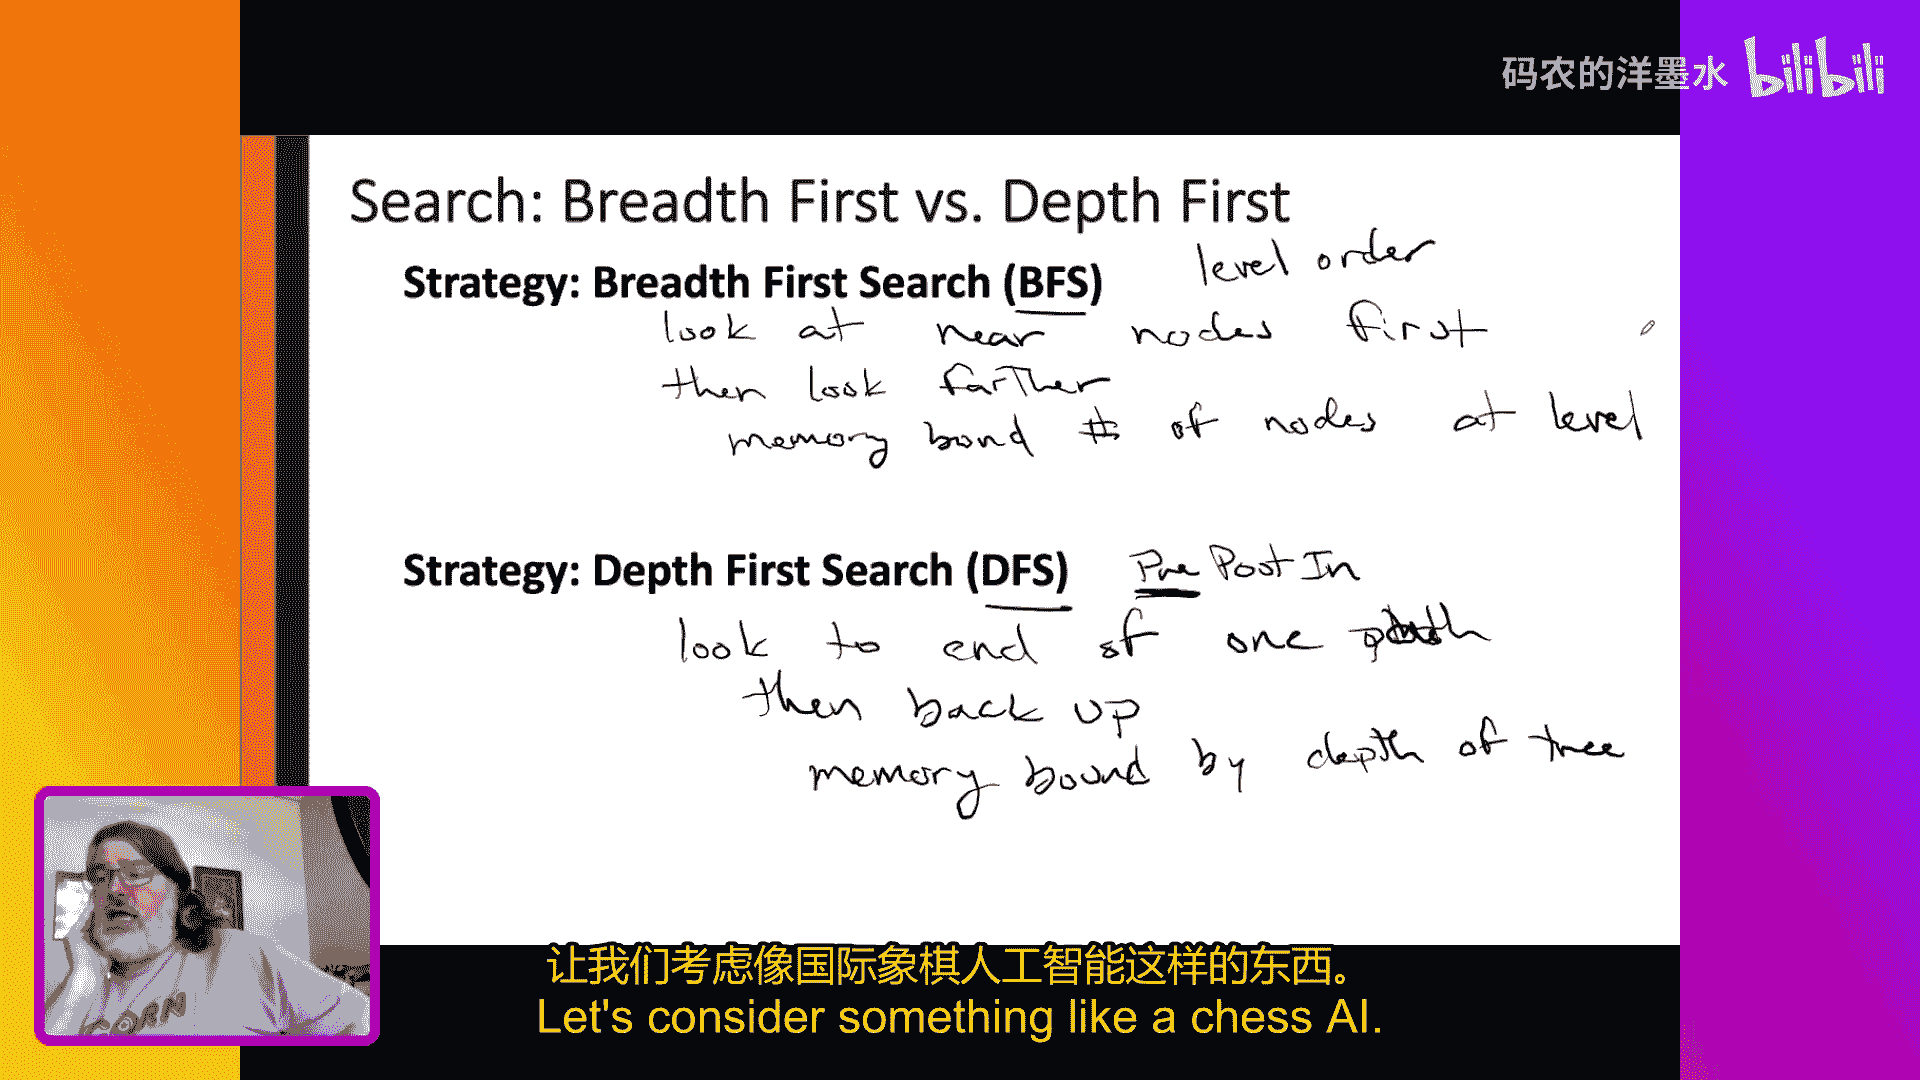 码农的洋墨水 bilibili
Search: Breadth First vs. Depth First
Strategy: Breadth First Search (BFS) level order
look at near nodes first
then look farther
memory bond # of nodes at level
Strategy: Depth First Search (DFS) Pre Post In
look to end of one path
then back up
memory bound by depth of tree
ORN
让我们考虑像国际象棋人工智能这样的东西。
Let's consider something like a chess AI.